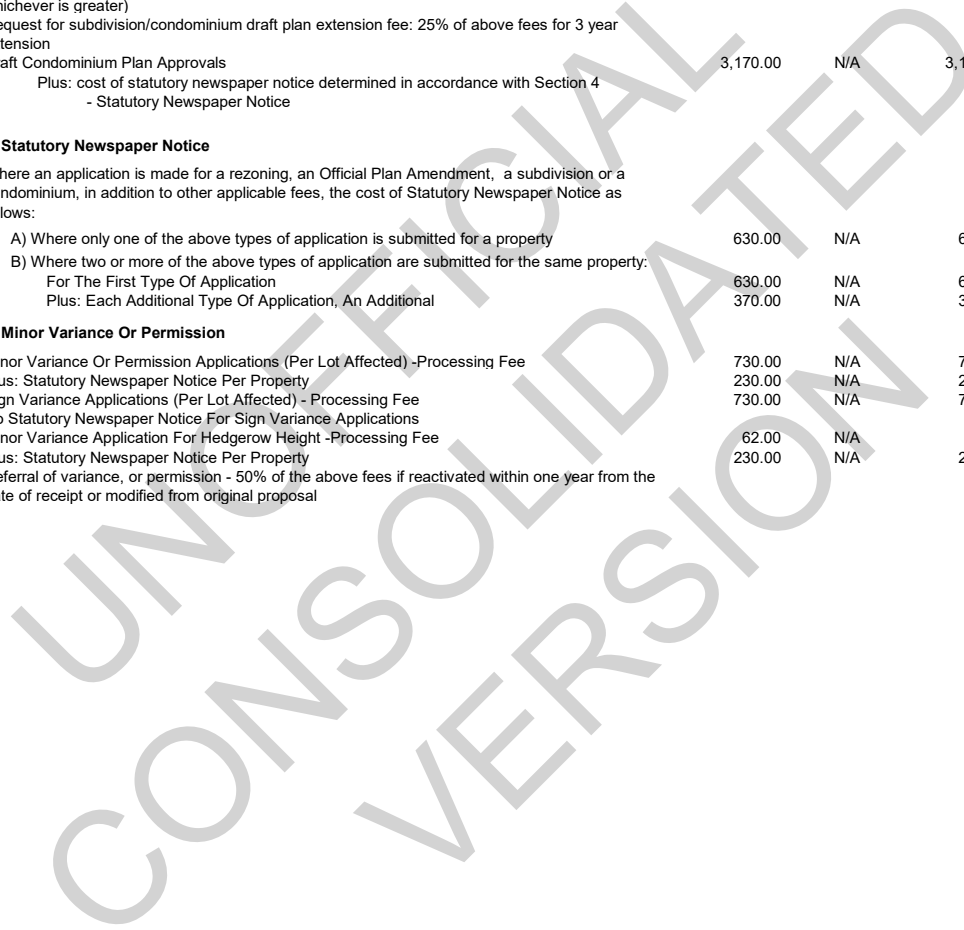 hichever is greater)
equest for subdivision/condominium draft plan extension fee: 25% of above fees for 3 year
tension
raft Condominium Plan Approvals 3,170.00 N/A 3,1
Plus: cost of statutory newspaper notice determined in accordance with Section 4
- Statutory Newspaper Notice
Statutory Newspaper Notice
here an application is made for a rezoning, an Official Plan Amendment, a subdivision or a
ndominium, in addition to other applicable fees, the cost of Statutory Newspaper Notice as
lows:
A) Where only one of the above types of application is submitted for a property 630.00 N/A 6
B) Where two or more of the above types of application are submitted for the same property:
For The First Type Of Application 630.00 N/A 6
Plus: Each Additional Type Of Application, An Additional 370.00 N/A 3
Minor Variance Or Permission
nor Variance Or Permission Applications (Per Lot Affected) -Processing Fee 730.00 N/A 7
us: Statutory Newspaper Notice Per Property 230.00 N/A 2
gn Variance Applications (Per Lot Affected) - Processing Fee 730.00 N/A 7
o Statutory Newspaper Notice For Sign Variance Applications
nor Variance Application For Hedgerow Height -Processing Fee 62.00 N/A
us: Statutory Newspaper Notice Per Property 230.00 N/A 2
eferral of variance, or permission - 50% of the above fees if reactivated within one year from the
ate of receipt or modified from original proposal
UNOFFICIAL
CONSOLIDATED
VERSION